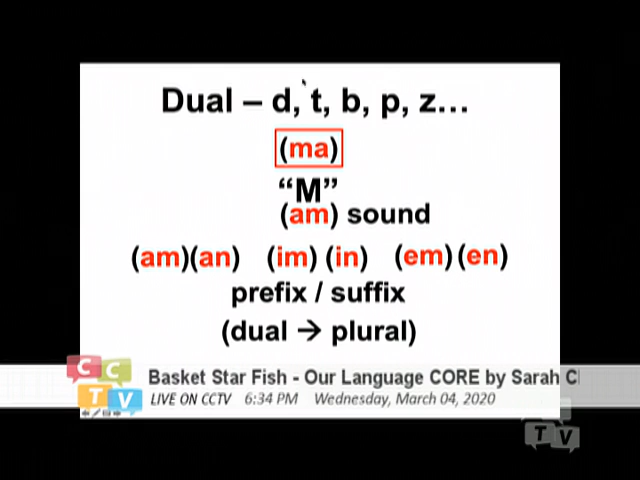 Dual – d, t, b, p, z…
(ma)
“M”
(am) sound
(am)(an) (im) (in) (em) (en)
prefix / suffix
(dual → plural)
CCTV
Basket Star Fish - Our Language CORE by Sarah C
LIVE ON CCTV 6:34 PM Wednesday, March 04, 2020
TV